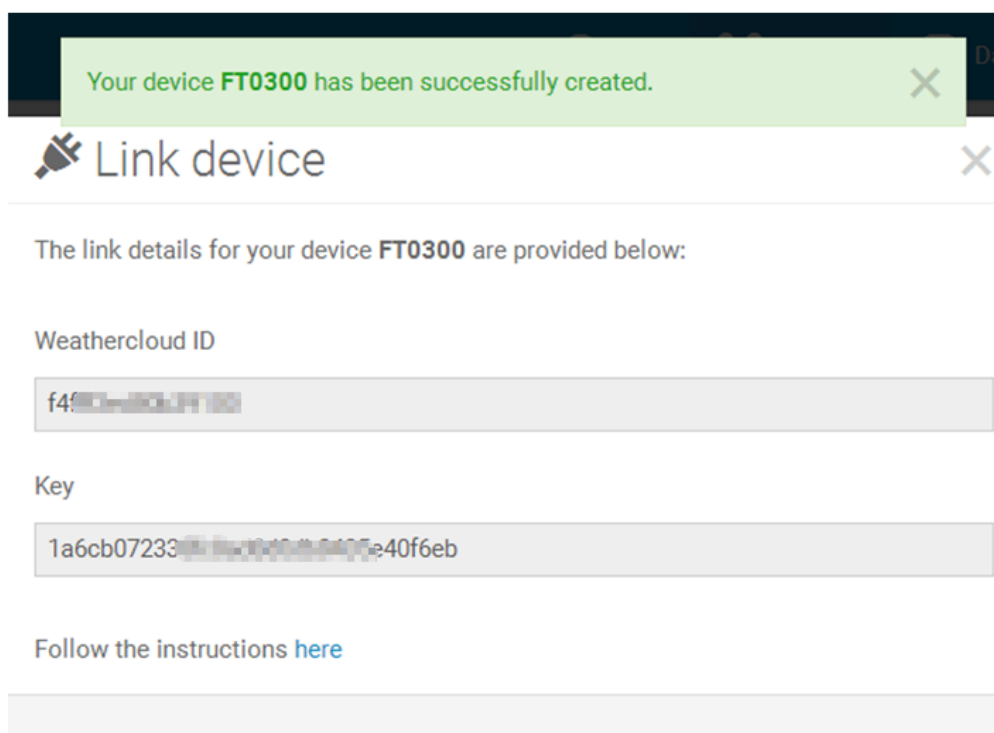 Your device FT0300 has been successfully created.
Link device
The link details for your device FT0300 are provided below:
Weathercloud ID
Key
Follow the instructions here